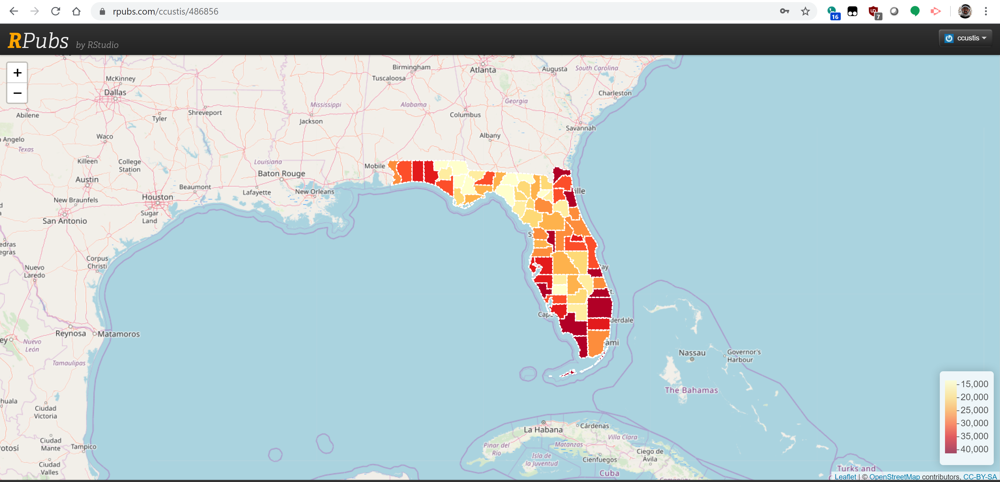 rpubs.com/ccustis/486856
16
7
RPubs by RStudio
ccustis
+
−
McKinney
Dallas
Abilene
Tyler
Shreveport
Angelo
Texas
Waco
Killeen
College
Station
Austin
Beaumont
Houston
New Braunfels
Sugar
Land
San Antonio
Corpus
Christi
edras
egras
Nuevo
Laredo
Reynosa
Matamoros
ey
Nuevo
León
Tamaulipas
huala
Ciudad
Victoria
Ciudad
Mante
Tampico
otosí
Ciudad
Valles
Birmingham
Tuscaloosa
Atlanta
Augusta
South Carolina
Charleston
Mississippi
Alabama
Georgia
Jackson
Columbus
Savannah
Albany
Louisiana
Mobile
Baton Rouge
Lafayette
New Orleans
ille
S
Bay
t.
Cape
derdale
ami
Nassau
Governor's
Harbour
The Bahamas
La Habana
Cárdenas
Villa Clara
Pinar del
Río
Matanzas
Isla de
la Juventud
Cienfuegos
Ciego de
Ávila
Cuba
Camagüey
Turks and
15,000
20,000
25,000
30,000
35,000
40,000
Leaflet | © OpenStreetMap contributors, CC-BY-SA